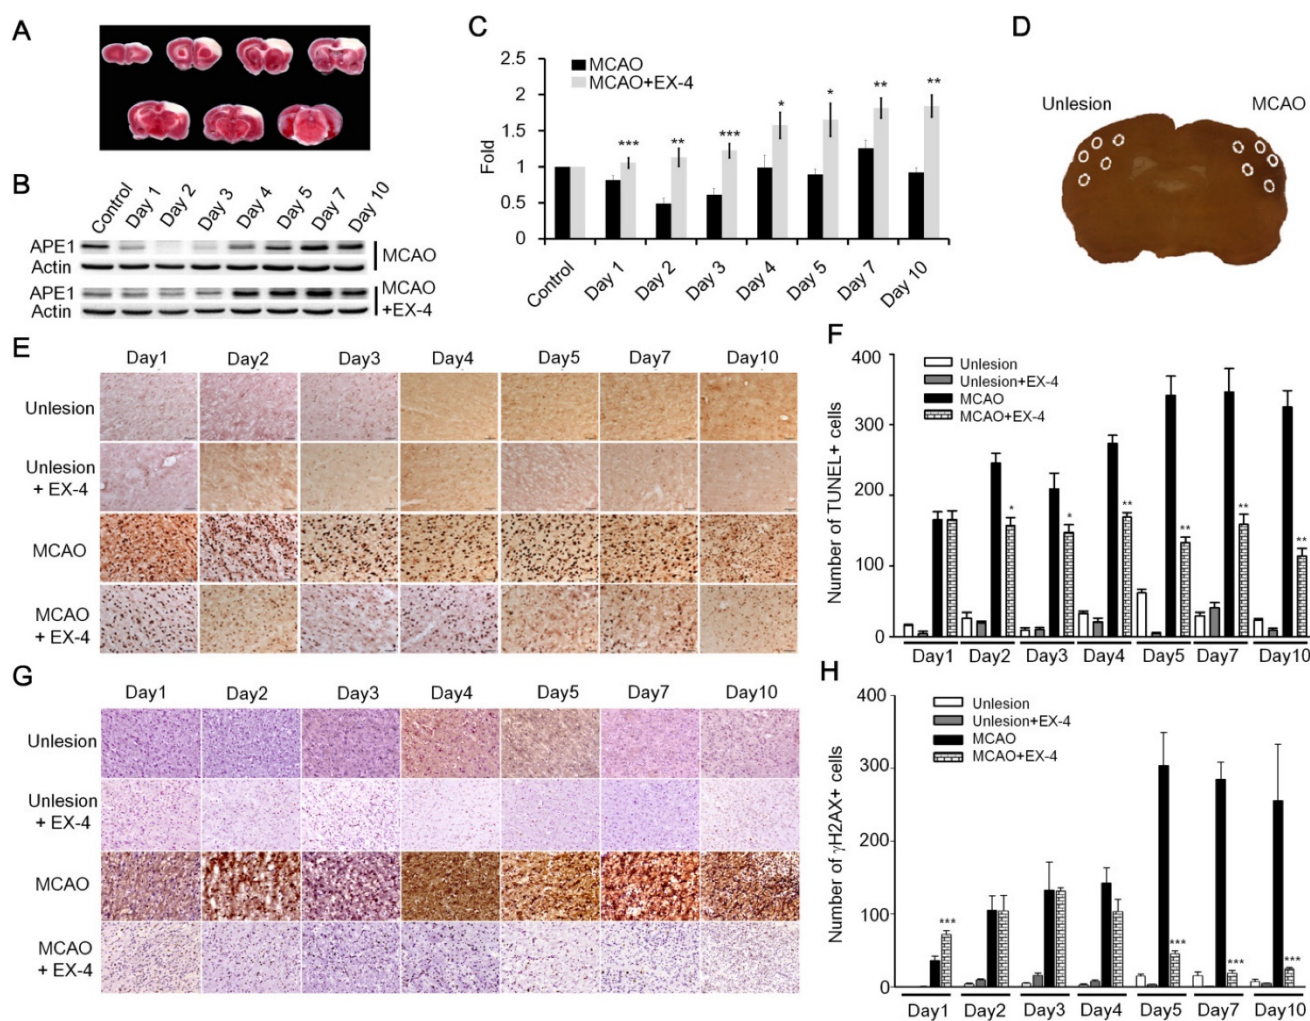 A
B
Control Day 1 Day 2 Day 3 Day 4 Day 5 Day 7 Day 10
APE1
Actin
MCAO
APE1
Actin
MCAO
+EX-4
C
Fold
2.5
2
1.5
1
0.5
0
MCAO
MCAO+EX-4
*** ** *** * * ** **
Control Day 1 Day 2 Day 3 Day 4 Day 5 Day 7 Day 10
D
Unlesion MCAO
E
Day1 Day2 Day3 Day4 Day5 Day7 Day10
Unlesion
Unlesion
+ EX-4
MCAO
MCAO
+ EX-4
F
Number of TUNEL+ cells
400
300
200
100
0
Unlesion
Unlesion+EX-4
MCAO
MCAO+EX-4
* * ** ** ** **
Day1 Day2 Day3 Day4 Day5 Day7 Day10
G
Day1 Day2 Day3 Day4 Day5 Day7 Day10
Unlesion
Unlesion
+ EX-4
MCAO
MCAO
+ EX-4
H
Number of γH2AX+ cells
400
300
200
100
0
Unlesion
Unlesion+EX-4
MCAO
MCAO+EX-4
*** *** *** ***
Day1 Day2 Day3 Day4 Day5 Day7 Day10